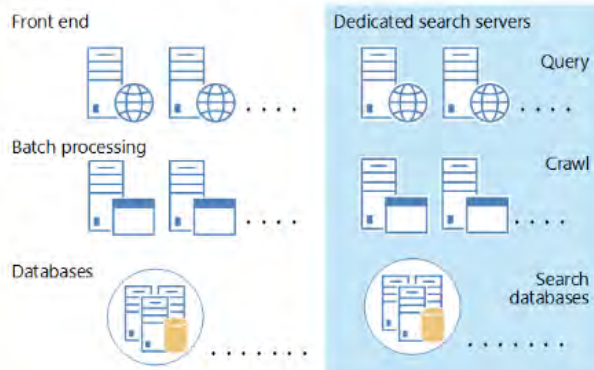 Front end
Dedicated search servers
Query
Batch processing
Crawl
Databases
Search
databases